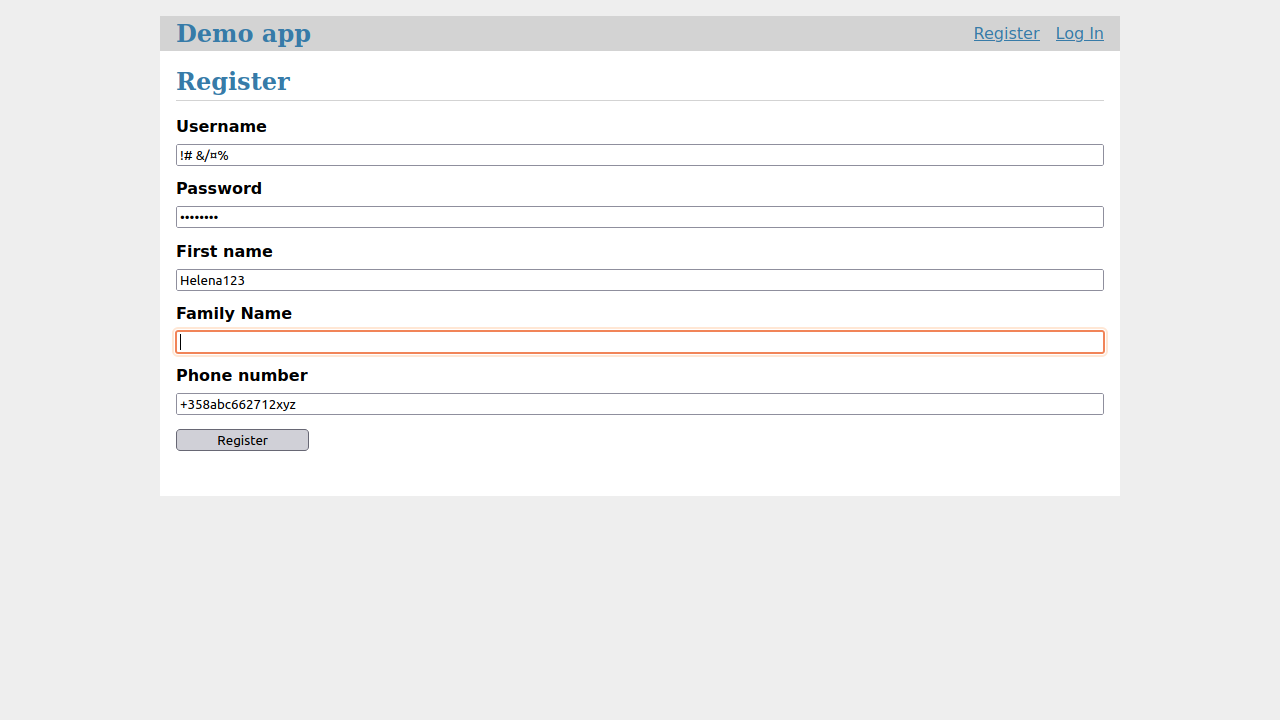 Demo app
Register Log In
Register
Username
!# &/¤%
Password
••••••••
First name
Helena123
Family Name
Phone number
+358abc662712xyz
Register